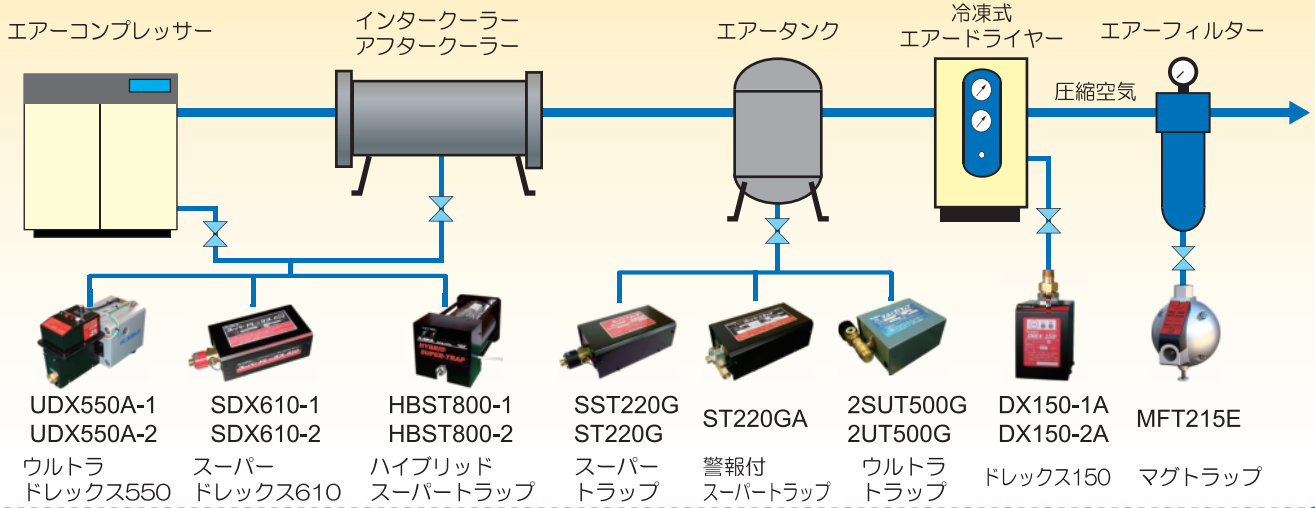 エアーコンプレッサー
インタークーラー
アフタークーラー
エアータンク
冷凍式
エアードライヤー
エアーフィルター
圧縮空気
HYBRID
SUPER-TRAP
UDX550A-1
UDX550A-2
ウルトラ
ドレックス550
SDX610-1
SDX610-2
スーパー
ドレックス610
HBST800-1
HBST800-2
ハイブリッド
スーパートラップ
SST220G
ST220G
スーパー
トラップ
ST220GA
警報付
スーパートラップ
2SUT500G
2UT500G
ウルトラ
トラップ
DX150-1A
DX150-2A
ドレックス150
MFT215E
マグトラップ